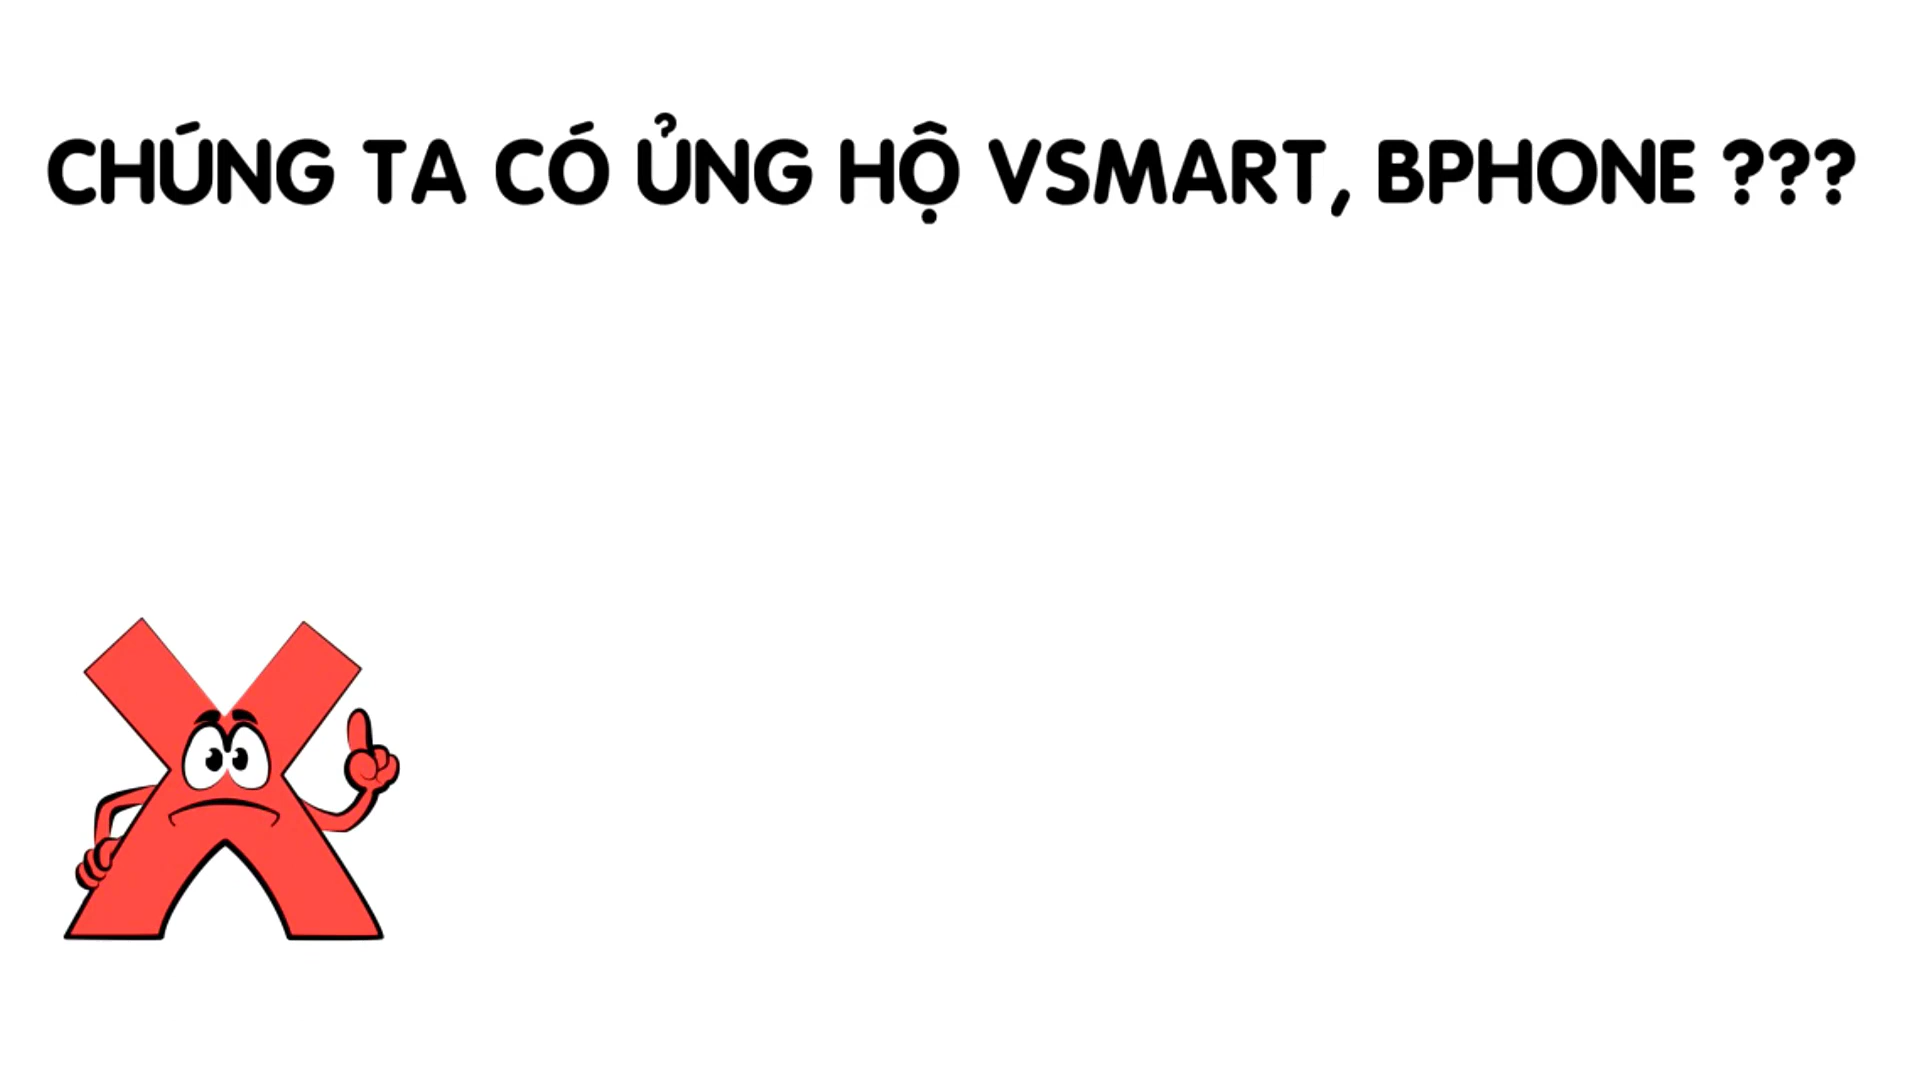 CHÚNG TA CÓ ỦNG HỘ VSMART, BPHONE ???